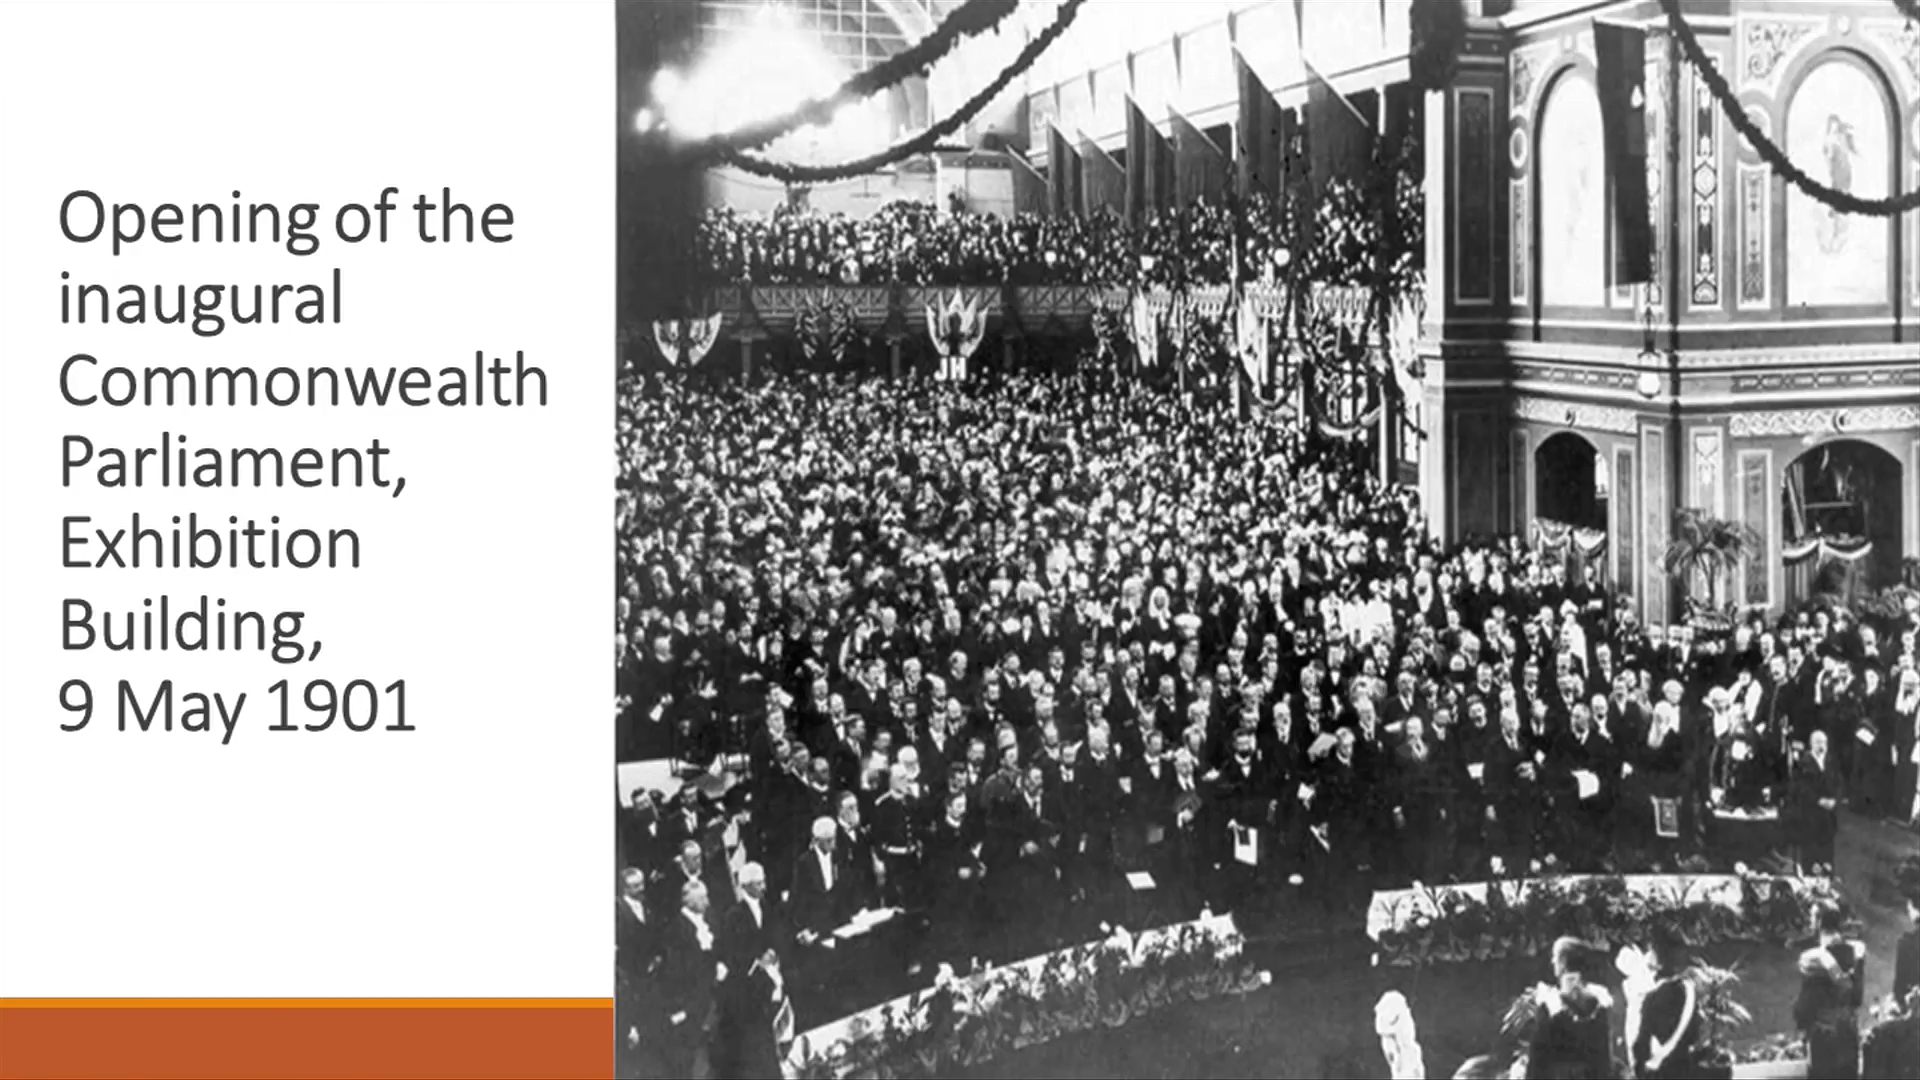 Opening of the
inaugural
Commonwealth
Parliament,
Exhibition
Building,
9 May 1901